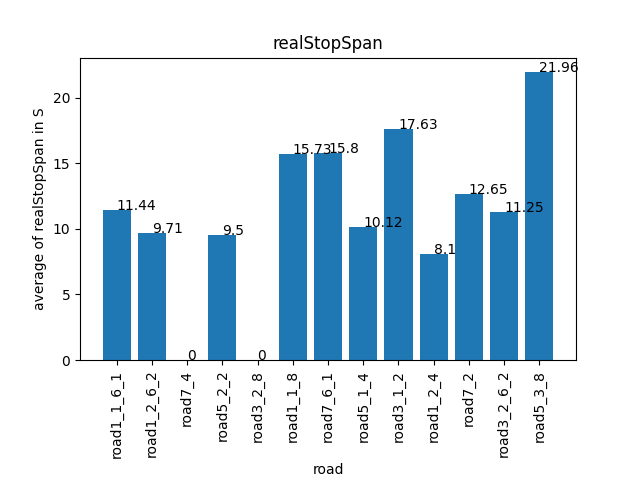 realStopSpan
average of realStopSpan in S
20
15
10
5
0
11.44
9.71
0
9.5
0
15.73
15.8
10.12
17.63
8.1
12.65
11.25
21.96
road1_1_6_1
road1_2_6_2
road7_4
road5_2_2
road3_2_8
road1_1_8
road7_6_1
road5_1_4
road3_1_2
road1_2_4
road7_2
road3_2_6_2
road5_3_8
road